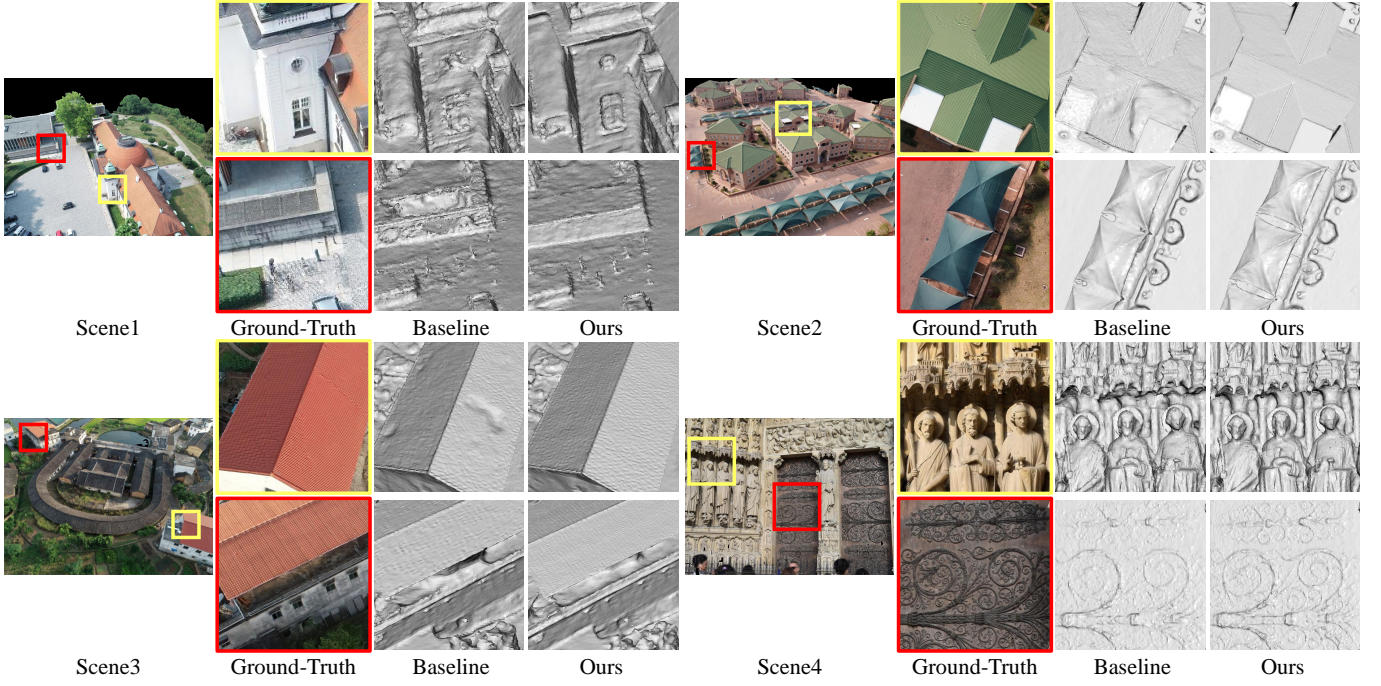 Scene1 Ground-Truth Baseline Ours Scene2 Ground-Truth Baseline Ours
Scene3 Ground-Truth Baseline Ours Scene4 Ground-Truth Baseline Ours